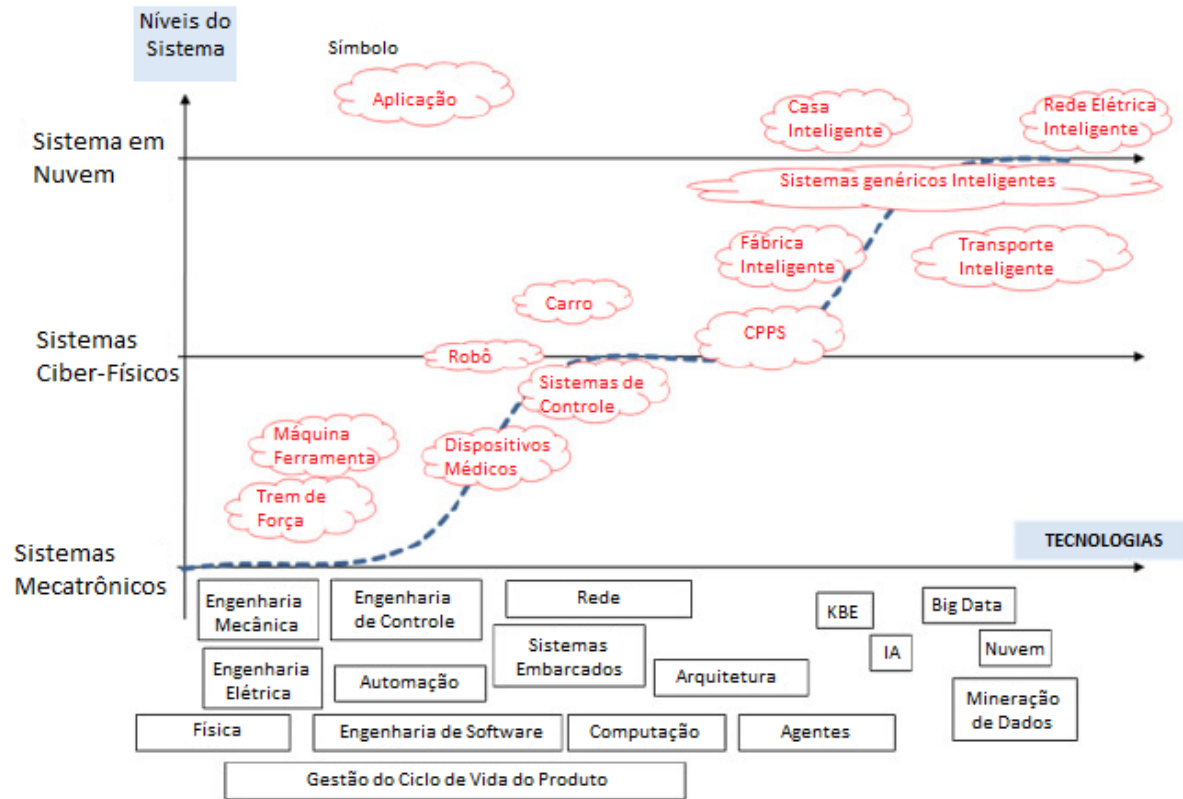 Níveis do
Sistema
Símbolo
Aplicação
Casa
Inteligente
Rede Elétrica
Inteligente
Sistema em
Nuvem
Sistemas genéricos Inteligentes
Fábrica
Inteligente
Transporte
Inteligente
Carro
CPPS
Sistemas
Ciber-Físicos
Robô
Sistemas de
Controle
Máquina
Ferramenta
Dispositivos
Médicos
Trem de
Força
Sistemas
Mecatrônicos
TECNOLOGIAS
Engenharia
Mecânica
Engenharia
de Controle
Rede
KBE
Big Data
Engenharia
Elétrica
Automação
Sistemas
Embarcados
Arquitetura
IA
Nuvem
Mineração
de Dados
Física
Engenharia de Software
Computação
Agentes
Gestão do Ciclo de Vida do Produto